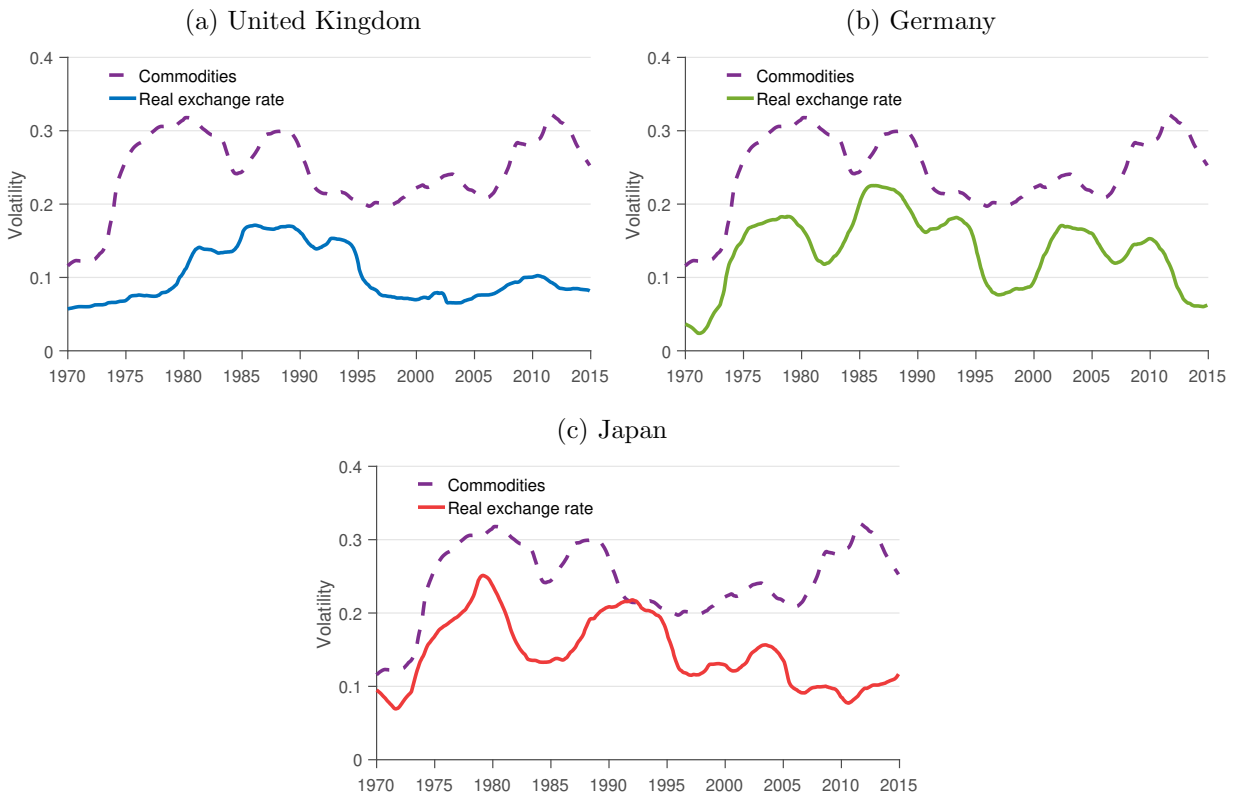 (a) United Kingdom
Volatility
0.4
0.3
0.2
0.1
0
Commodities
Real exchange rate
1970 1975 1980 1985 1990 1995 2000 2005 2010 2015
(b) Germany
Volatility
0.4
0.3
0.2
0.1
0
Commodities
Real exchange rate
1970 1975 1980 1985 1990 1995 2000 2005 2010 2015
(c) Japan
Volatility
0.4
0.3
0.2
0.1
0
Commodities
Real exchange rate
1970 1975 1980 1985 1990 1995 2000 2005 2010 2015